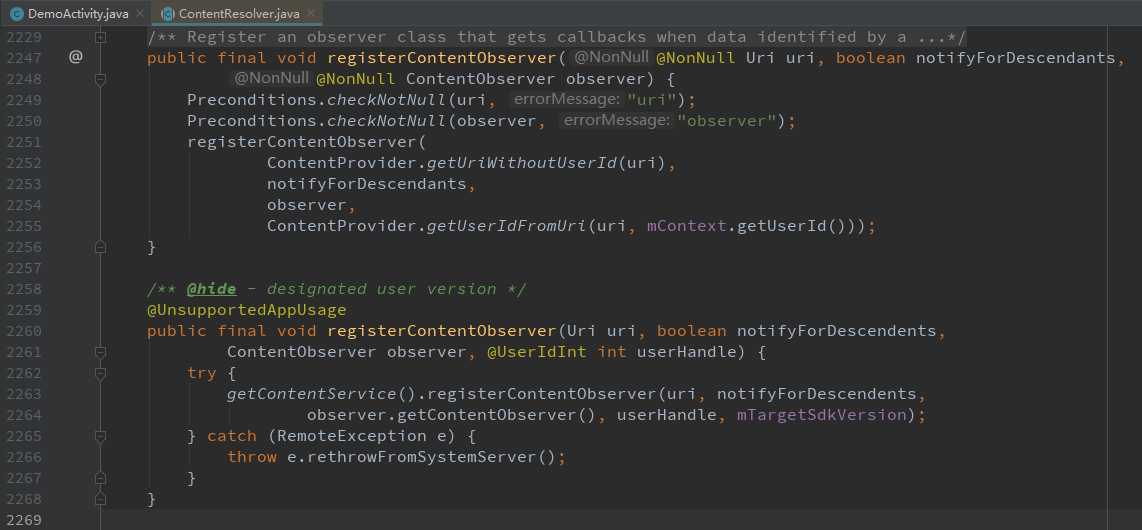 DemoActivity.java × ContentResolver.java ×
2229 /** Register an observer class that gets callbacks when data identified by a ...*/
2247 @ public final void registerContentObserver( @NonNull @NonNull Uri uri, boolean notifyForDescendants,
2248 @NonNull @NonNull ContentObserver observer) {
2249 Preconditions.checkNotNull(uri, errorMessage: "uri");
2250 Preconditions.checkNotNull(observer, errorMessage: "observer");
2251 registerContentObserver(
2252 ContentProvider.getUriWithoutUserId(uri),
2253 notifyForDescendants,
2254 observer,
2255 ContentProvider.getUserIdFromUri(uri, mContext.getUserId()));
2256 }
2257
2258 /** @hide - designated user version */
2259 @UnsupportedAppUsage
2260 public final void registerContentObserver(Uri uri, boolean notifyForDescendents,
2261 ContentObserver observer, @UserIdInt int userHandle) {
2262 try {
2263 getContentService().registerContentObserver(uri, notifyForDescendents,
2264 observer.getContentObserver(), userHandle, mTargetSdkVersion);
2265 } catch (RemoteException e) {
2266 throw e.rethrowFromSystemServer();
2267 }
2268 }
2269